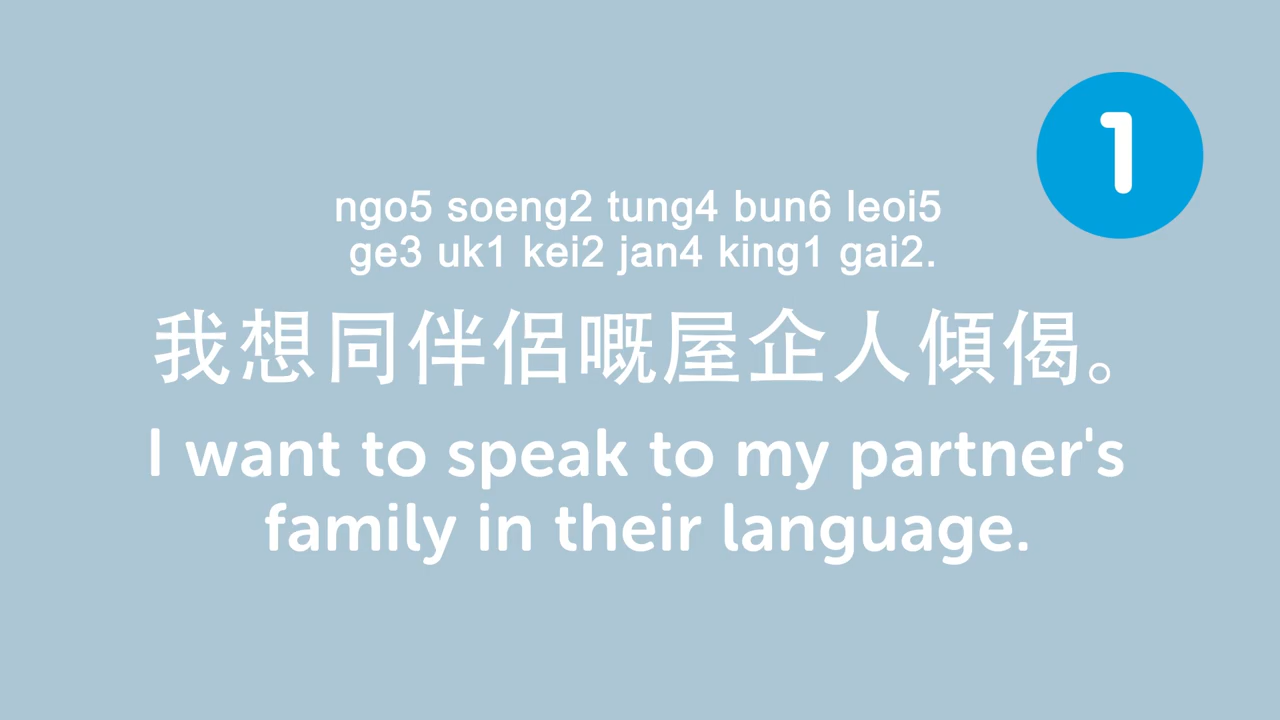 1
ngo5 soeng2 tung4 bun6 leoi5
ge3 uk1 kei2 jan4 king1 gai2.
我想同伴侶嘅屋企人傾偈。
I want to speak to my partner's
family in their language.